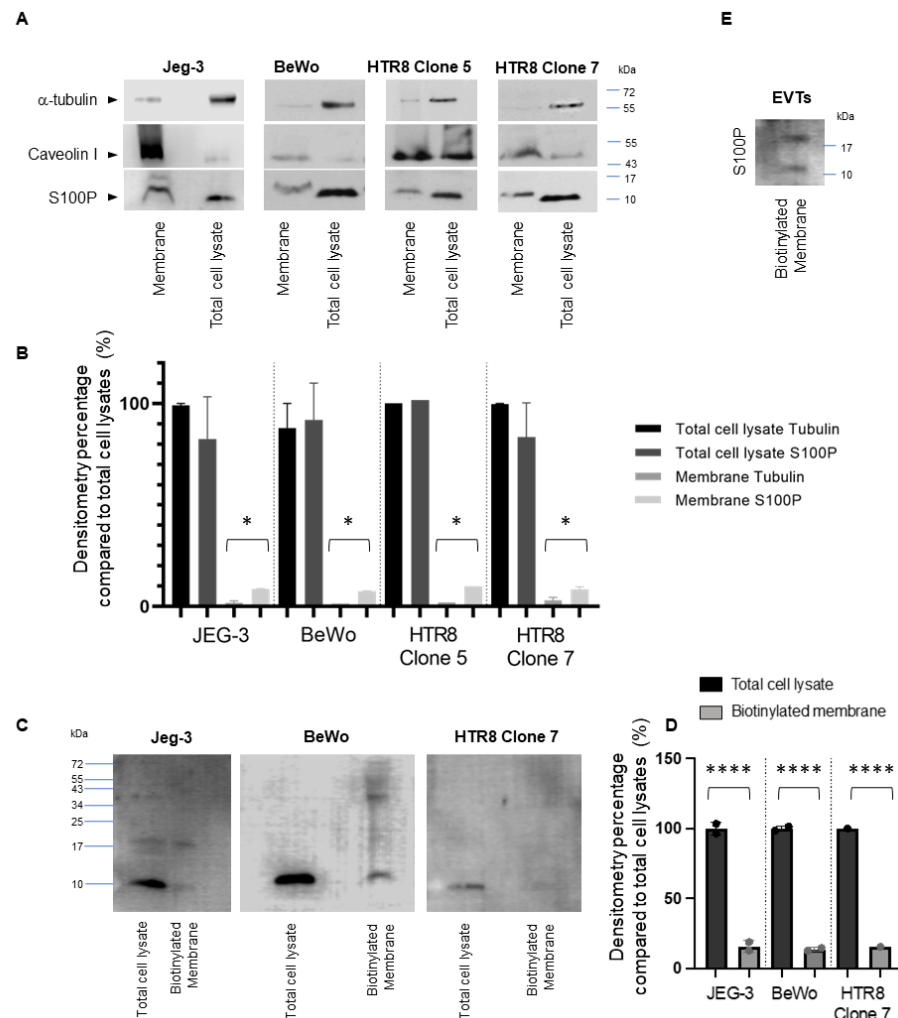 A
E
Jeg-3
BeWo
HTR8 Clone 5
HTR8 Clone 7
kDa
α-tubulin
72
55
Caveolin I
55
43
S100P
17
10
Membrane
Total cell lysate
Membrane
Total cell lysate
Membrane
Total cell lysate
Membrane
Total cell lysate
EVTs
kDa
S100P
17
10
Biotinylated
Membrane
B
Densitometry percentage
compared to total cell lysates (%)
100
0
*
*
*
*
JEG-3
BeWo
HTR8
Clone 5
HTR8
Clone 7
Total cell lysate Tubulin
Total cell lysate S100P
Membrane Tubulin
Membrane S100P
C
kDa
Jeg-3
BeWo
HTR8 Clone 7
72
55
43
34
25
17
10
Total cell lysate
Biotinylated
Membrane
Total cell lysate
Biotinylated
Membrane
Total cell lysate
Biotinylated
Membrane
Total cell lysate
Biotinylated membrane
D
Densitometry percentage
compared to total cell lysates (%)
150
100
50
0
****
****
****
JEG-3
BeWo
HTR8
Clone 7